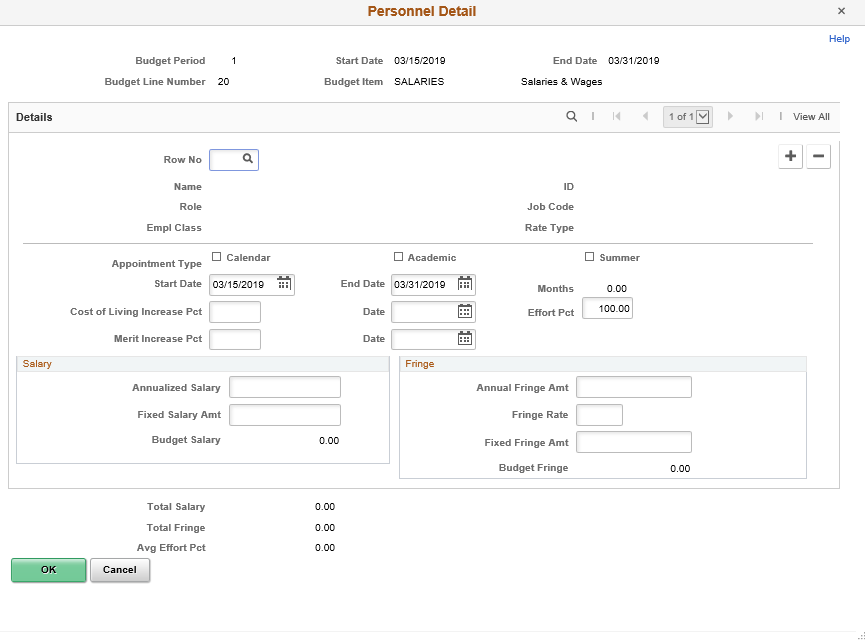 Personnel Detail
Help
Budget Period 1 Start Date 03/15/2019 End Date 03/31/2019
Budget Line Number 20 Budget Item SALARIES Salaries & Wages
Details 1 of 1 View All
Row No
Name ID
Role Job Code
Empl Class Rate Type
Appointment Type Calendar Academic Summer
Start Date 03/15/2019 End Date 03/31/2019 Months 0.00
Cost of Living Increase Pct Date Effort Pct 100.00
Merit Increase Pct Date
Salary Fringe
Annualized Salary Annual Fringe Amt
Fixed Salary Amt Fringe Rate
Budget Salary 0.00 Fixed Fringe Amt
Budget Fringe 0.00
Total Salary 0.00
Total Fringe 0.00
Avg Effort Pct 0.00
OK Cancel